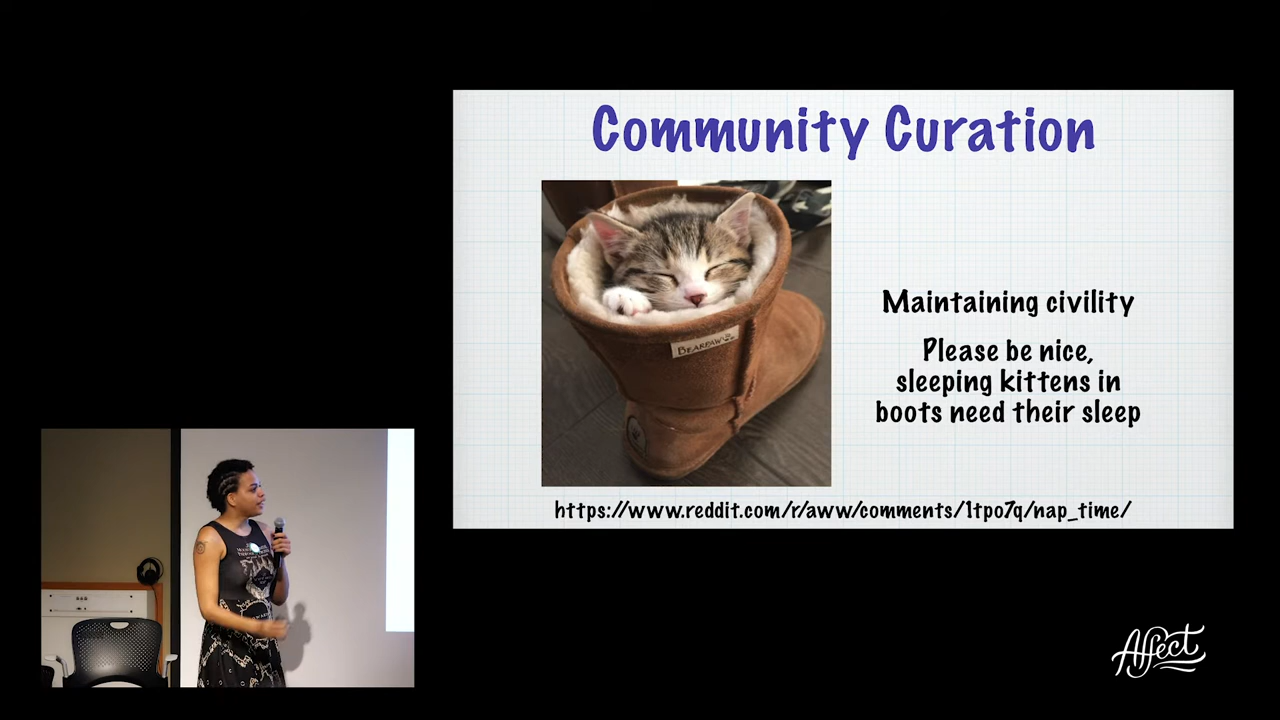 Community Curation
BEARPAW
Maintaining civility
Please be nice,
sleeping kittens in
boots need their sleep
https://www.reddit.com/r/aww/comments/1tpo7q/nap_time/
Affect